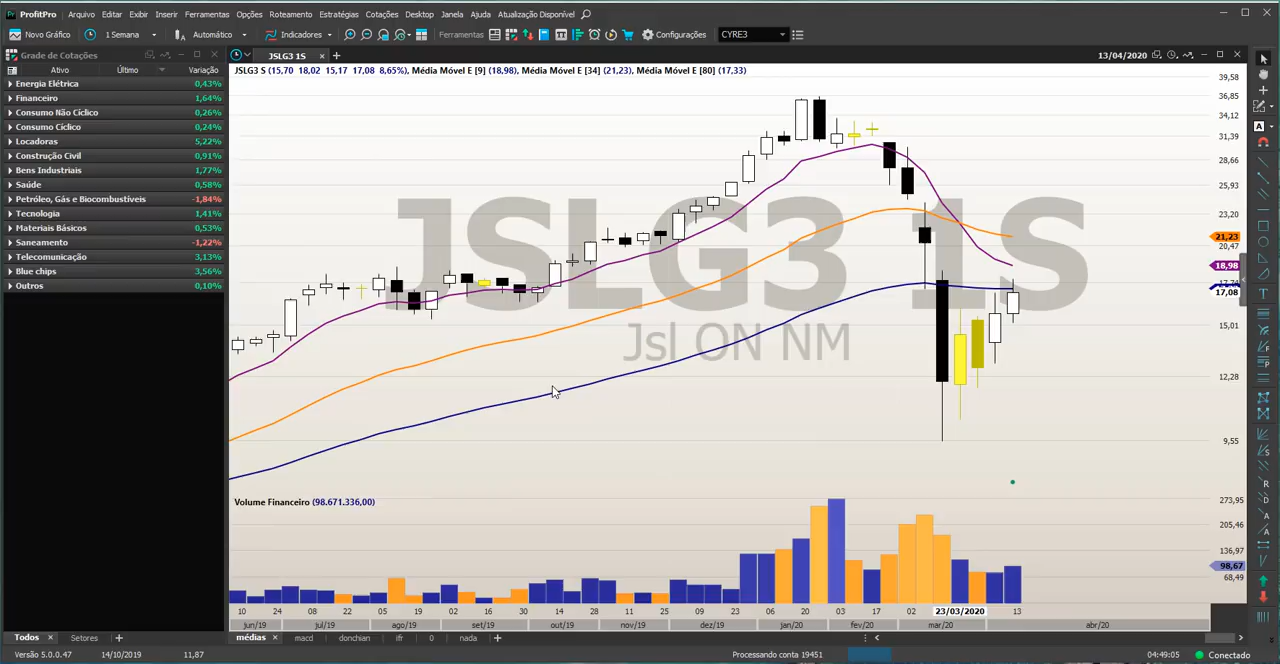 ProfitPro Arquivo Editar Exibir Inserir Ferramentas Opções Roteamento Estratégias Cotações Desktop Janela Ajuda Atualização Disponível
Novo Gráfico 1 Semana Automático Indicadores Ferramentas Configurações CYRE3
Grade de Cotações
JSLG3 1S
13/04/2020
Ativo Último Variação
Energia Elétrica 0,43%
Financeiro 1,64%
Consumo Não Cíclico 0,26%
Consumo Cíclico 0,24%
Locadoras 5,22%
Construção Civil 0,91%
Bens Industriais 1,77%
Saúde 0,58%
Petróleo, Gás e Biocombustíveis -1,84%
Tecnologia 1,41%
Materiais Básicos 0,53%
Saneamento -1,22%
Telecomunicação 3,13%
Blue chips 3,56%
Outros 0,10%
JSLG3 S (15,70 18,02 15,17 17,08 8,65%), Média Móvel E [9] (18,98), Média Móvel E [34] (21,23), Média Móvel E [80] (17,33)
JSLG3 1S
Jsl ON NM
39,58
36,85
34,12
31,39
28,66
25,93
23,20
21,23
20,47
18,98
17,08
15,01
12,28
9,55
Volume Financeiro (98.671.336,00)
273,95
205,46
136,97
98,67
68,49
10 24 08 22 05 19 02 16 30 14 28 11 25 09 23 06 20 03 17 02 23/03/2020 13
jun/19 jul/19 ago/19 set/19 out/19 nov/19 dez/19 jan/20 fev/20 mar/20 abr/20
Todos Setores
médias macd donchian ifr 0 nada
Versão 5.0.0.47 14/10/2019 11,87 Processando conta 19451 04:49:05 Conectado